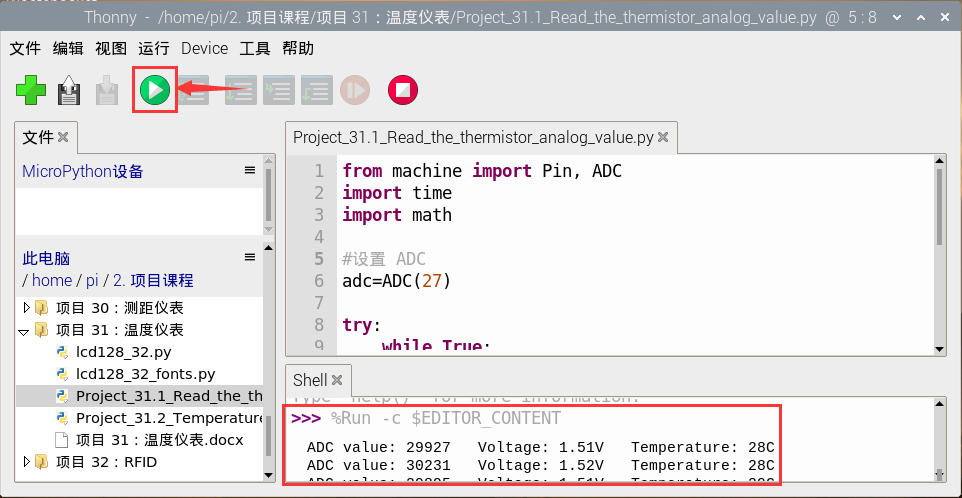 Thonny - /home/pi/2. 项目课程/项目 31：温度仪表/Project_31.1_Read_the_thermistor_analog_value.py @ 5 : 8
文件 编辑 视图 运行 Device 工具 帮助
文件
MicroPython设备
此电脑
/ home / pi / 2. 项目课程
项目 30：测距仪表
项目 31：温度仪表
lcd128_32.py
lcd128_32_fonts.py
Project_31.1_Read_the_th
Project_31.2_Temperature
项目 31：温度仪表.docx
项目 32：RFID
Project_31.1_Read_the_thermistor_analog_value.py
1 from machine import Pin, ADC
2 import time
3 import math
4
5 #设置 ADC
6 adc=ADC(27)
7
8 try:
9 while True:
Shell
Type "help()" for more information.
>>> %Run -c $EDITOR_CONTENT
ADC value: 29927 Voltage: 1.51V Temperature: 28C
ADC value: 30231 Voltage: 1.52V Temperature: 28C
ADC value: Voltage: 1.51V Temperature: